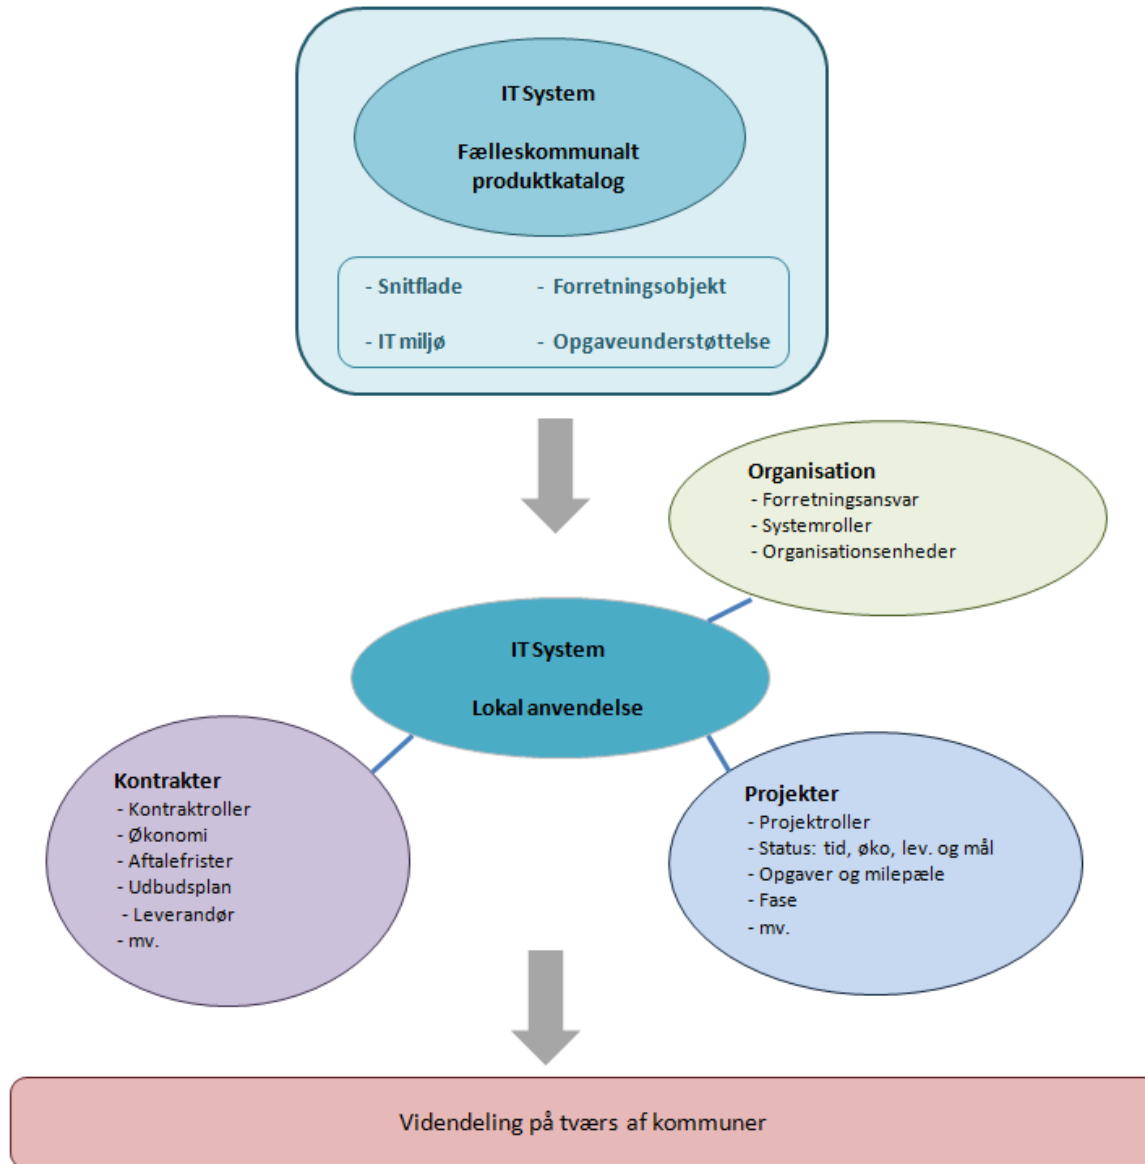 IT System
Fælleskommunalt
produktkatalog
- Snitflade
- Forretningsobjekt
- IT miljø
- Opgaveunderstøttelse
Organisation
- Forretningsansvar
- Systemroller
- Organisationsenheder
IT System
Lokal anvendelse
Kontrakter
- Kontraktroller
- Økonomi
- Aftalefrister
- Udbudsplan
- Leverandør
- mv.
Projekter
- Projektroller
- Status: tid, øko, lev. og mål
- Opgaver og milepæle
- Fase
- mv.
Videndeling på tværs af kommuner